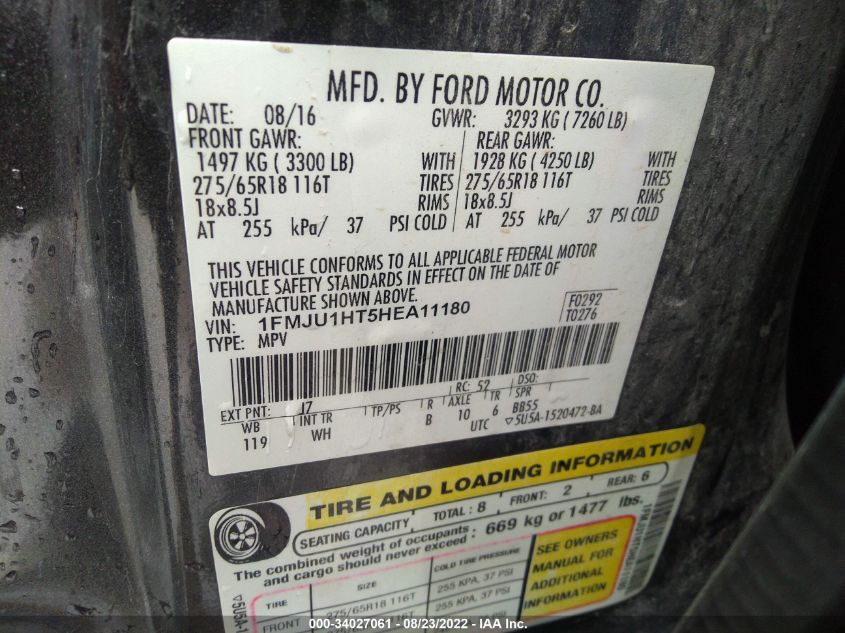 MFD. BY FORD MOTOR CO.
DATE: 08/16 GVWR: 3293 KG ( 7260 LB)
FRONT GAWR: REAR GAWR:
1497 KG ( 3300 LB) WITH 1928 KG ( 4250 LB) WITH
275/65R18 116T TIRES 275/65R18 116T TIRES
18x8.5J RIMS 18x8.5J RIMS
AT 255 kPa/ 37 PSI COLD AT 255 kPa/ 37 PSI COLD
THIS VEHICLE CONFORMS TO ALL APPLICABLE FEDERAL MOTOR
VEHICLE SAFETY STANDARDS IN EFFECT ON THE DATE OF
MANUFACTURE SHOWN ABOVE.
VIN: 1FMJU1HT5HEA11180 F0292
TYPE: MPV T0276
EXT PNT: J7 RC: 52 DSO:
WB INT TR TP/PS R AXLE TR SPR
119 WH B 10 6 BB55
UTC ▽5U5A-1520472-BA
TIRE AND LOADING INFORMATION
SEATING CAPACITY TOTAL : 8 FRONT: 2 REAR: 6
The combined weight of occupants
and cargo should never exceed : 669 kg or 1477 lbs.
TIRE SIZE COLD TIRE PRESSURE
FRONT 275/65R18 116T 255 KPA, 37 PSI
255 KPA, 37 PSI
SEE OWNERS
MANUAL FOR
ADDITIONAL
INFORMATION
▽5U5A-1
000-34027061 - 08/23/2022 - IAA Inc.